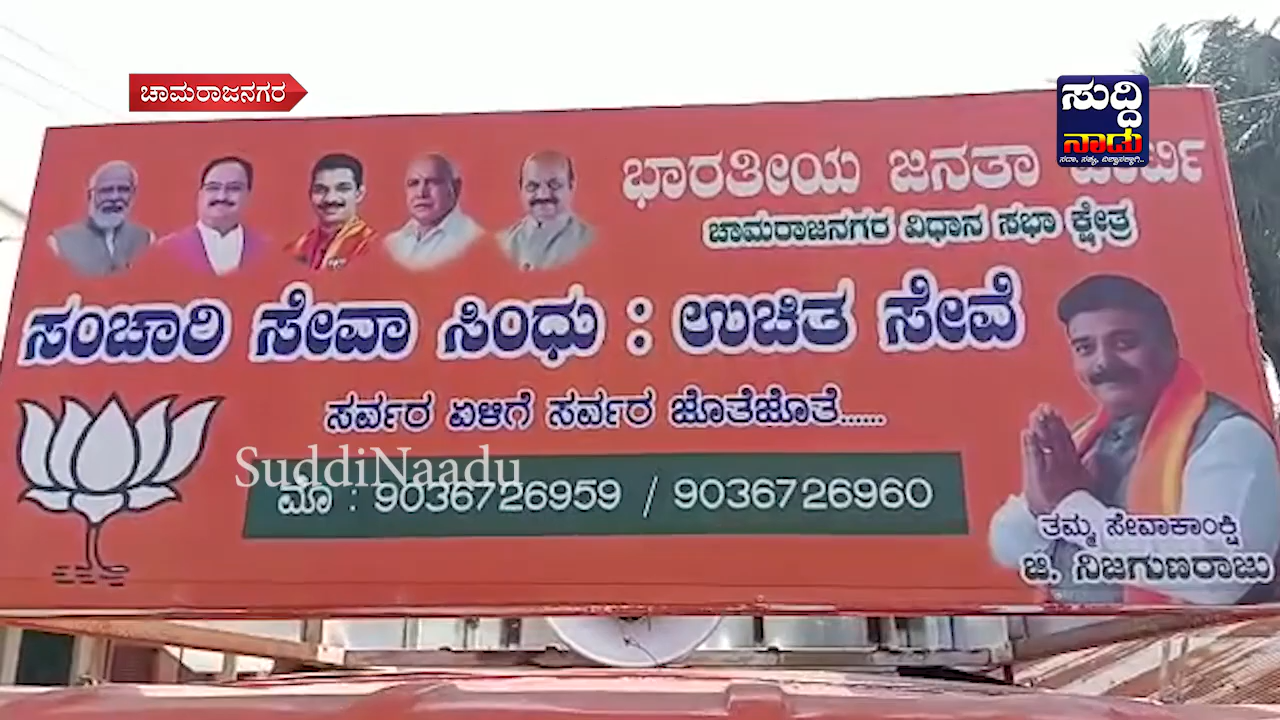 ಚಾಮರಾಜನಗರ
ಸುದ್ದಿ
ನಾಡು
ಭಾರತೀಯ ಜನತಾ ಪಾರ್ಟಿ
ಚಾಮರಾಜನಗರ ವಿಧಾನ ಸಭಾ ಕ್ಷೇತ್ರ
ಸಂಚಾರಿ ಸೇವಾ ಸಿಂಧು : ಉಚಿತ ಸೇವೆ
ಸರ್ವರ ಏಳಿಗೆ ಸರ್ವರ ಜೊತೆಜೊತೆ......
SuddiNaadu
ಮೊ : 9036726959 / 9036726960
ತಮ್ಮ ಸೇವಾಕಾಂಕ್ಷಿ
ಜಿ. ನಿಜಗುಣರಾಜು